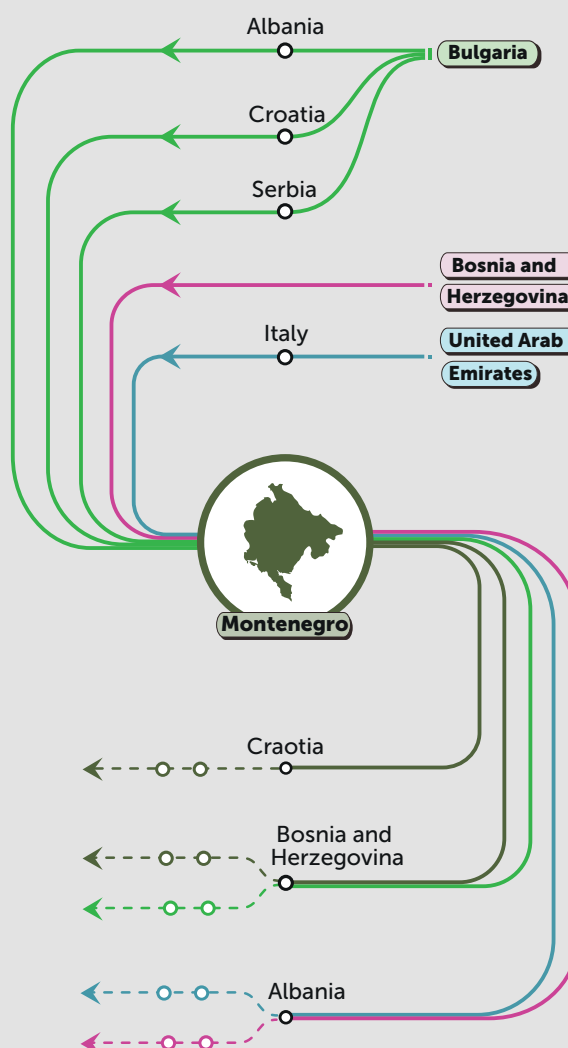 Albania
Bulgaria
Croatia
Serbia
Bosnia and
Herzegovina
Italy
United Arab
Emirates
Montenegro
Craotia
Bosnia and
Herzegovina
Albania